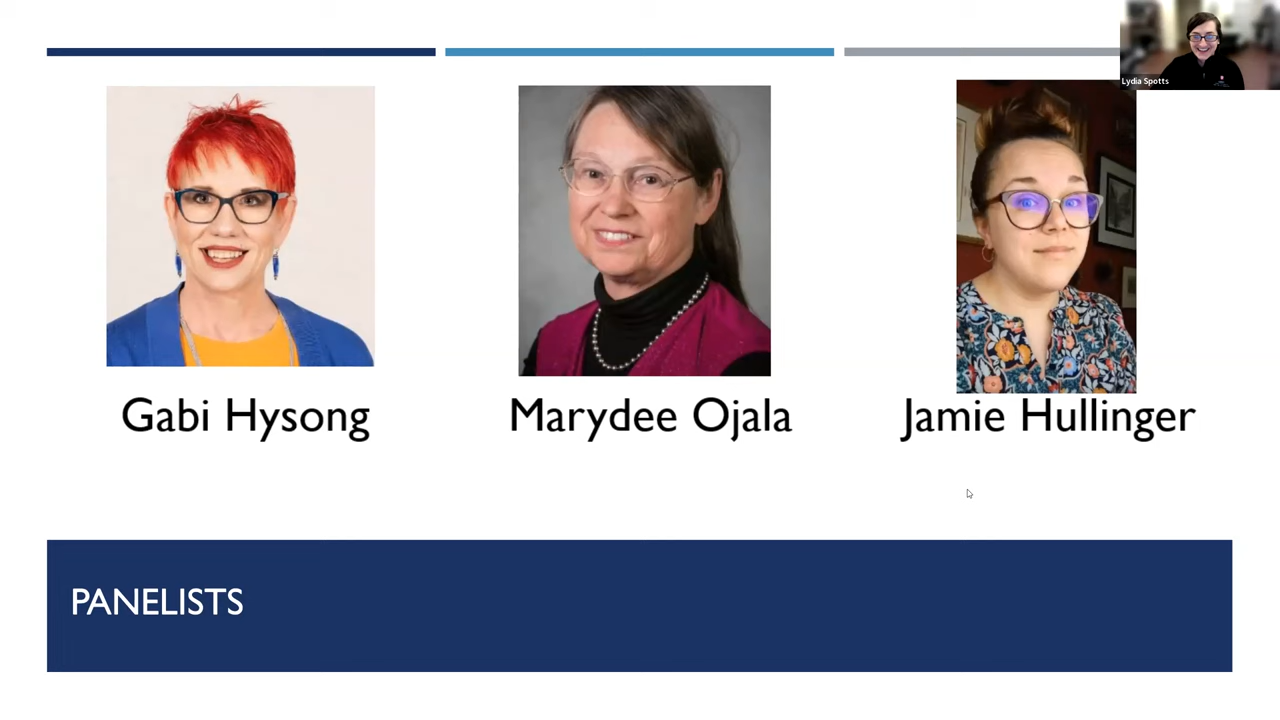 Lydia Spotts
Gabi Hysong
Marydee Ojala
Jamie Hullinger
PANELISTS